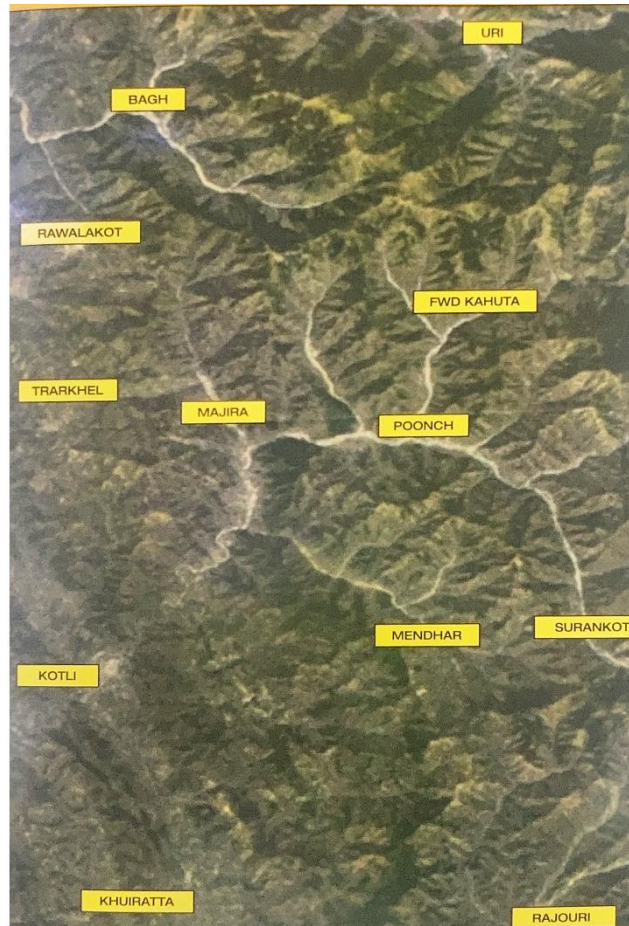 URI
BAGH
RAWALAKOT
FWD KAHUTA
TRARKHEL
MAJIRA
POONCH
MENDHAR
SURANKOT
KOTLI
KHUIRATTA
RAJOURI